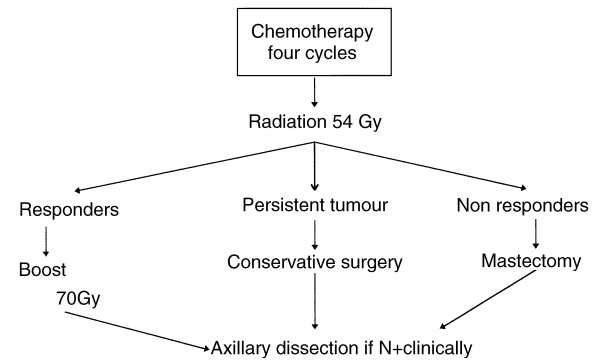 Chemotherapy
four cycles
Radiation 54 Gy
Responders
Persistent tumour
Non responders
Boost
70Gy
Conservative surgery
Mastectomy
Axillary dissection if N+clinically